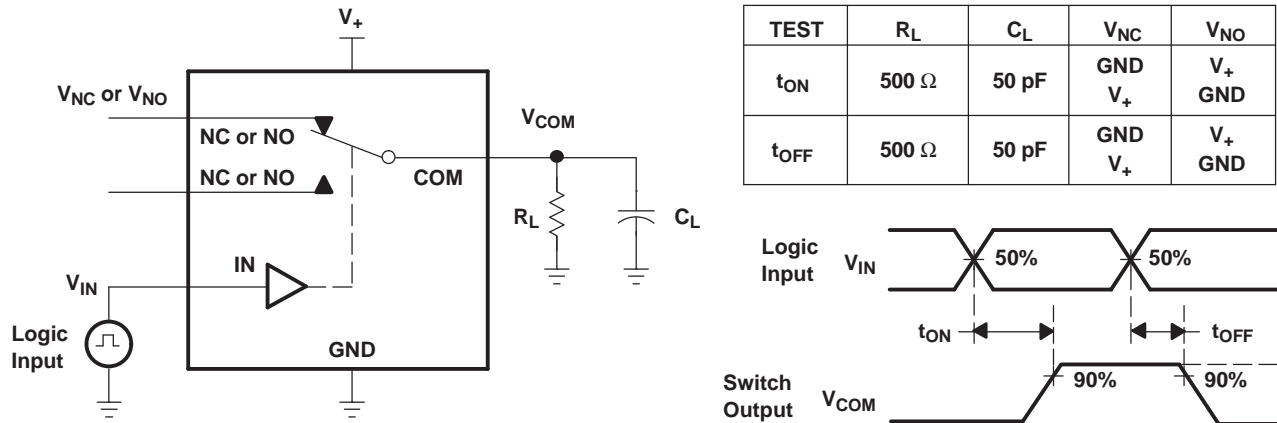 V+
VNC or VNO
NC or NO
NC or NO
VCOM
COM
RL
CL
IN
VIN
Logic
Input
GND
TEST RL CL VNC VNO
tON 500 Ω 50 pF GND V+
V+ GND
tOFF 500 Ω 50 pF GND V+
V+ GND
Logic
Input
VIN
50% 50%
tON tOFF
Switch
Output
VCOM
90% 90%